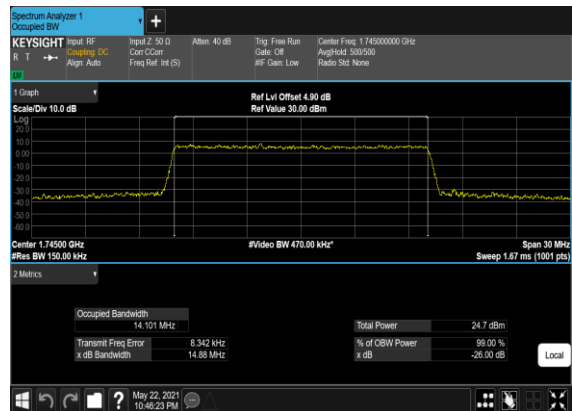 Spectrum Analyzer 1
Occupied BW
+
KEYSIGHT
R T
Input: RF
Coupling: DC
Align: Auto
Input Z: 50 Ω
Corr CCorr
Freq Ref: Int (S)
Atten: 40 dB
Trig: Free Run
Gate: Off
#IF Gain: Low
Center Freq: 1.745000000 GHz
Avg|Hold: 500/500
Radio Std: None
1 Graph
Scale/Div 10.0 dB
Ref Lvl Offset 4.90 dB
Ref Value 30.00 dBm
Log
20.0
10.0
0.00
-10.0
-20.0
-30.0
-40.0
-50.0
-60.0
Center 1.74500 GHz
#Video BW 470.00 kHz*
Span 30 MHz
#Res BW 150.00 kHz
Sweep 1.67 ms (1001 pts)
2 Metrics
Occupied Bandwidth
14.101 MHz
Total Power 24.7 dBm
Transmit Freq Error 8.342 kHz
% of OBW Power 99.00 %
x dB Bandwidth 14.88 MHz
x dB -26.00 dB
Local
?
May 22, 2021
10:46:23 PM